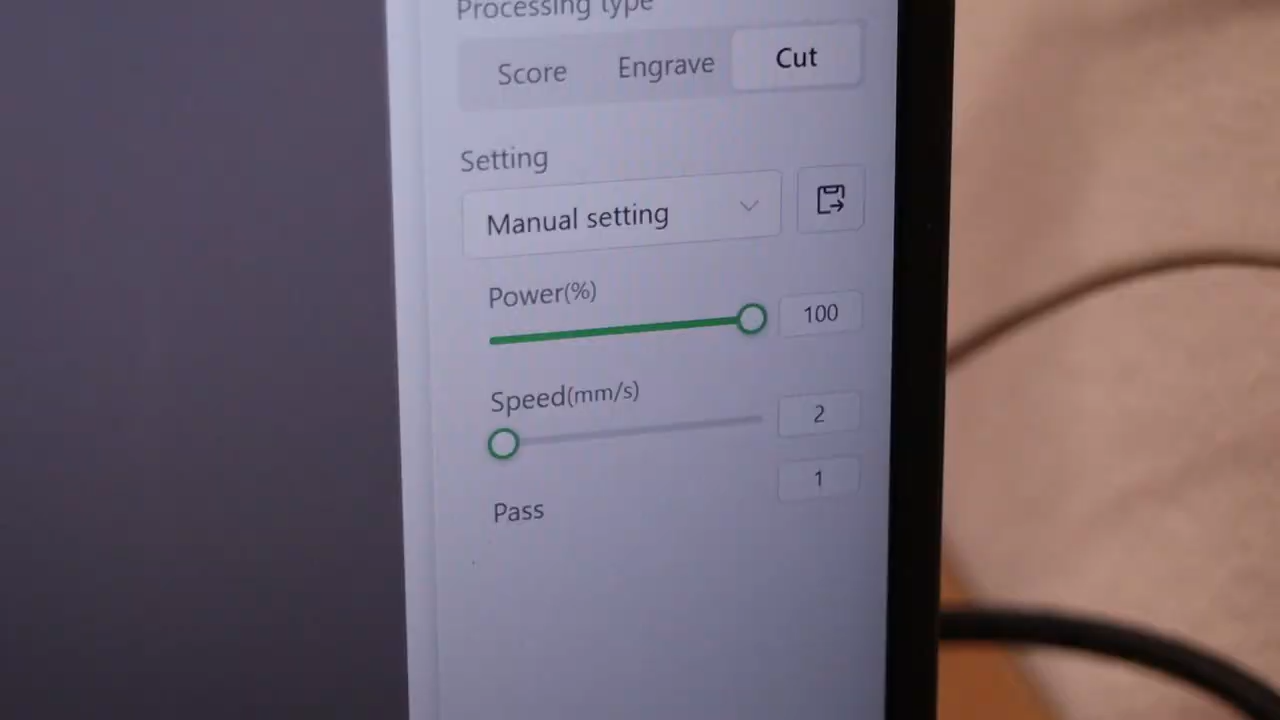 Processing type
Score Engrave Cut
Setting
Manual setting
Power(%)
100
Speed(mm/s)
2
Pass
1